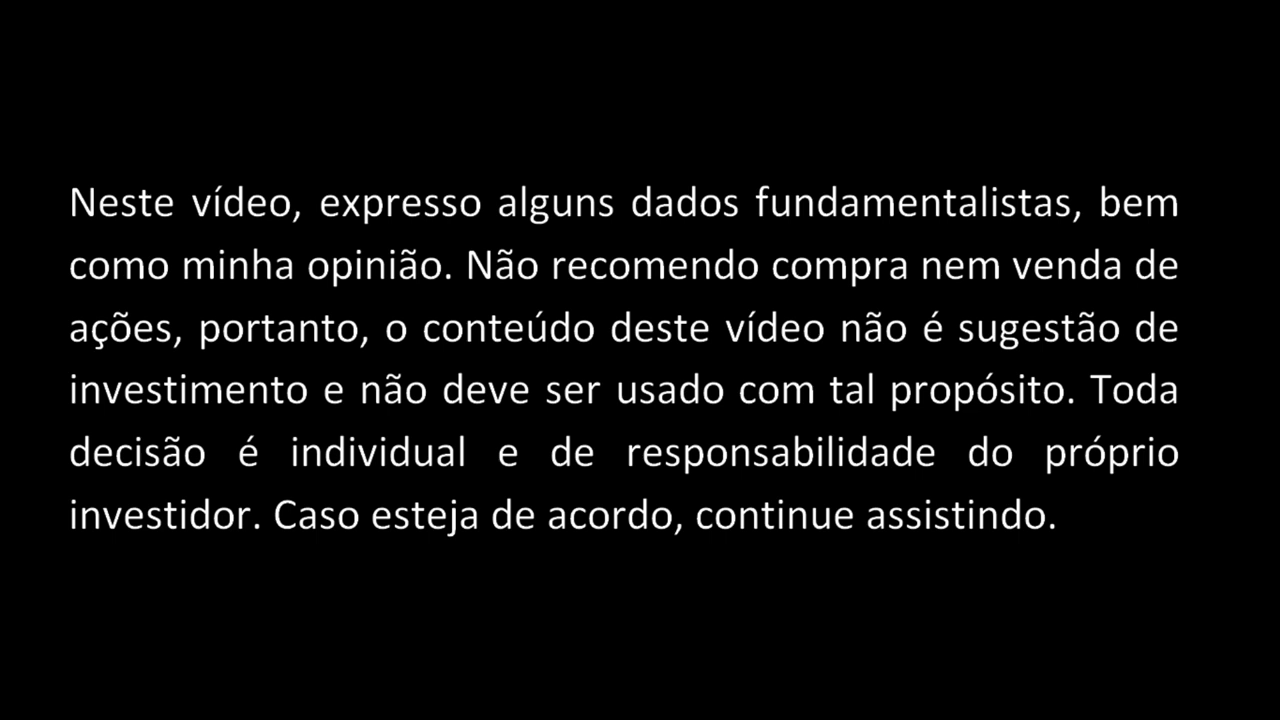 Neste vídeo, expresso alguns dados fundamentalistas, bem
como minha opinião. Não recomendo compra nem venda de
ações, portanto, o conteúdo deste vídeo não é sugestão de
investimento e não deve ser usado com tal propósito. Toda
decisão é individual e de responsabilidade do próprio
investidor. Caso esteja de acordo, continue assistindo.